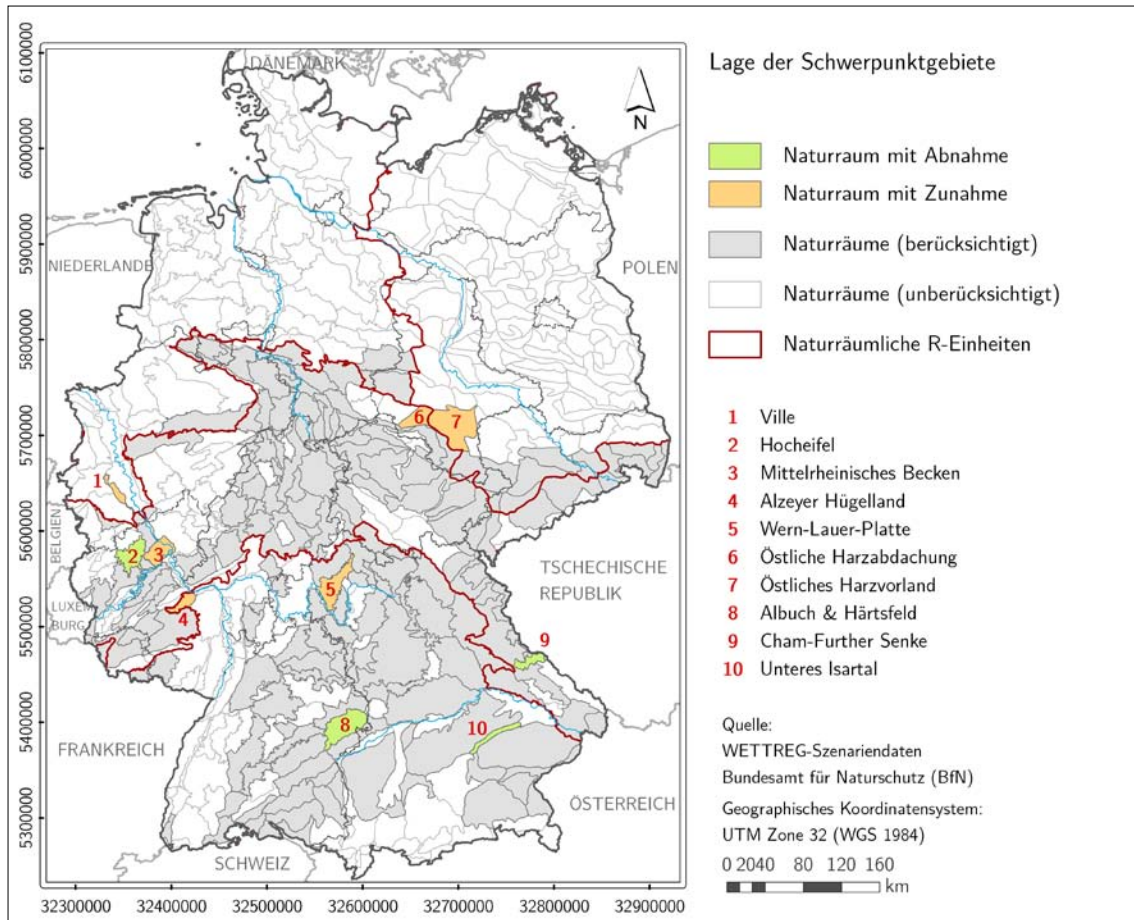 6100000
6000000
5900000
5800000
5700000
5600000
5500000
5400000
5300000
32300000 32400000 32500000 32600000 32700000 32800000 32900000
DÄNEMARK
N
NIEDERLANDE
POLEN
BELGIEN
LUXEM
BURG
TSCHECHISCHE
REPUBLIK
FRANKREICH
ÖSTERREICH
SCHWEIZ
1
2
3
4
5
6
7
8
9
10
Lage der Schwerpunktgebiete
Naturraum mit Abnahme
Naturraum mit Zunahme
Naturräume (berücksichtigt)
Naturräume (unberücksichtigt)
Naturräumliche R-Einheiten
1 Ville
2 Hocheifel
3 Mittelrheinisches Becken
4 Alzeyer Hügelland
5 Wern-Lauer-Platte
6 Östliche Harzabdachung
7 Östliches Harzvorland
8 Albuch & Härtsfeld
9 Cham-Further Senke
10 Unteres Isartal
Quelle:
WETTREG-Szenariendaten
Bundesamt für Naturschutz (BfN)
Geographisches Koordinatensystem:
UTM Zone 32 (WGS 1984)
0 2040 80 120 160
km